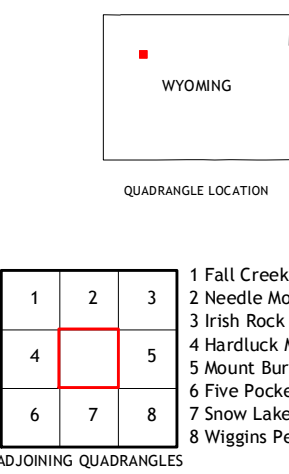 WYOMING
QUADRANGLE LOCATION
1 2 3
4 5
6 7 8
1 Fall Creek
2 Needle
3 Irish Rock
4 Hardluck
5 Mount
6 Five
7 Snow Lake
8 Wiggins
ADJOINING QUADRANGLES